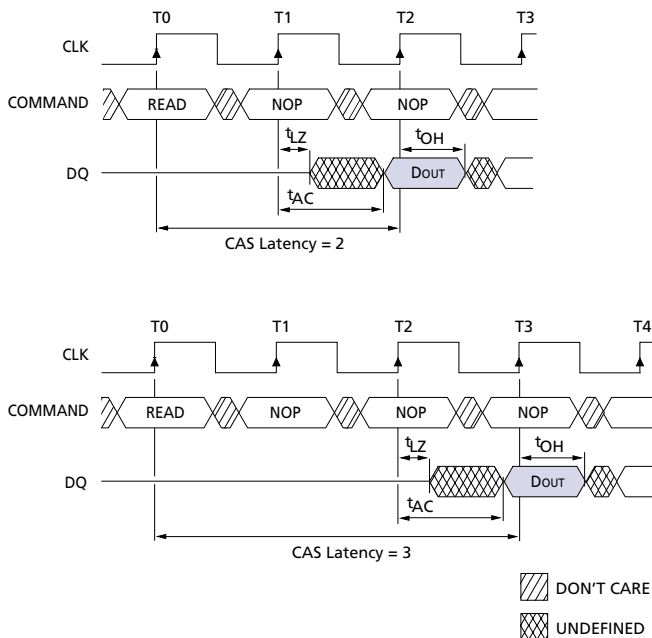 T0 T1 T2 T3
CLK
COMMAND READ NOP NOP
tLZ tOH
DQ DOUT
tAC
CAS Latency = 2
T0 T1 T2 T3 T4
CLK
COMMAND READ NOP NOP NOP
tLZ tOH
DQ DOUT
tAC
CAS Latency = 3
DON'T CARE
UNDEFINED